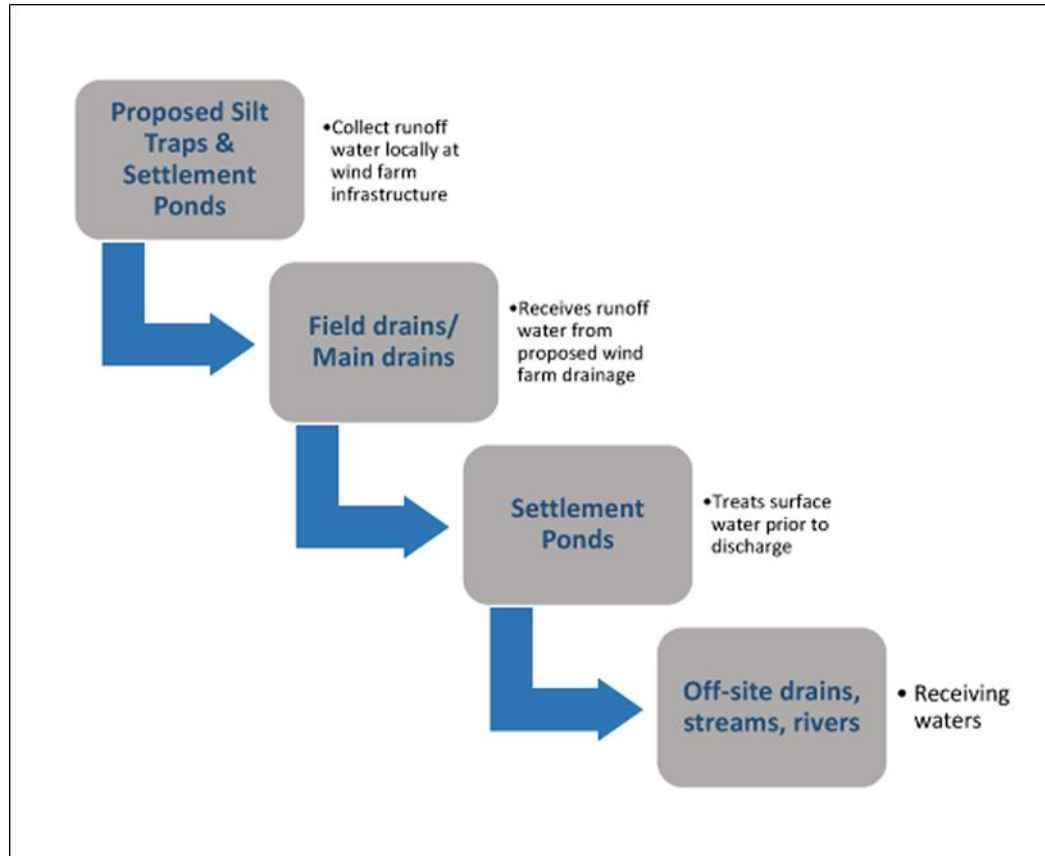 Proposed Silt
Traps &
Settlement
Ponds
•Collect runoff
water locally at
wind farm
infrastructure
Field drains/
Main drains
•Receives runoff
water from
proposed wind
farm drainage
Settlement
Ponds
•Treats surface
water prior to
discharge
Off-site drains,
streams, rivers
• Receiving
waters